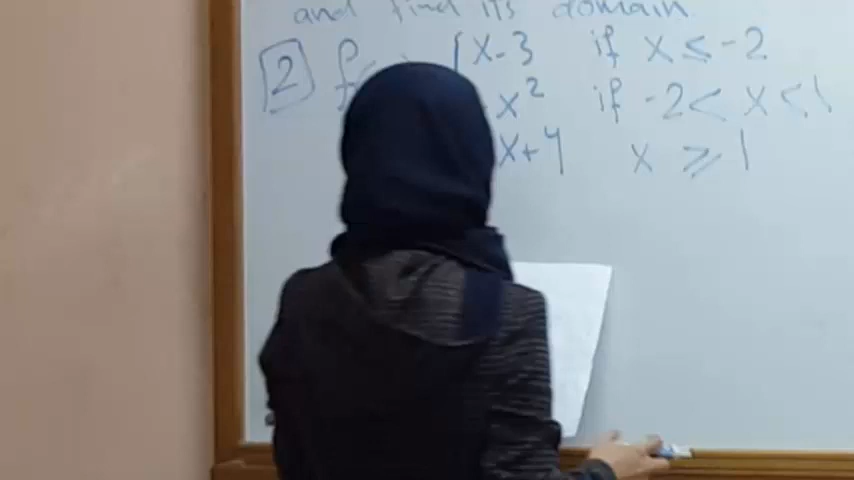 and find its domain.
2 f( x-3 if x ≤ -2
x² if -2 < x < 1
x+4 x ≥ 1